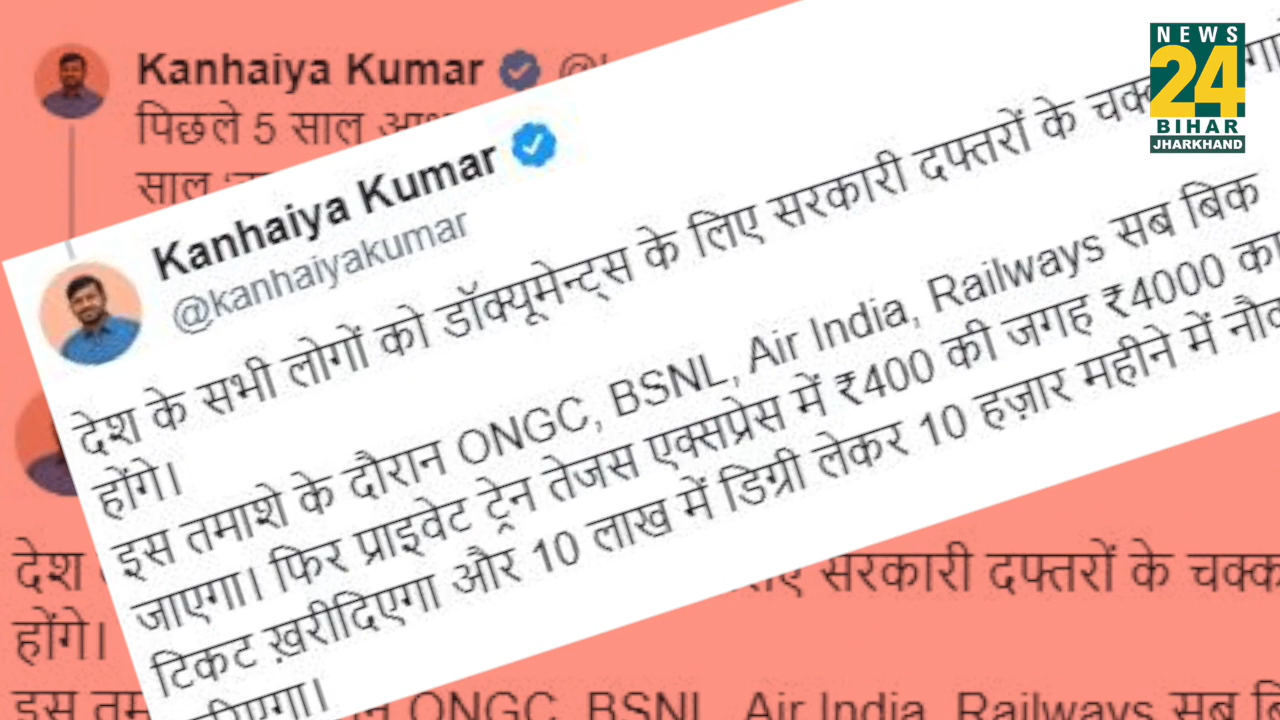 Kanhaiya Kumar
पिछले 5 साल
साल
NEWS
24
BIHAR
JHARKHAND
Kanhaiya Kumar
@kanhaiyakumar
देश के सभी लोगों को डॉक्यूमेन्ट्स के लिए सरकारी दफ्तरों के
होंगे।
इस तमाशे के दौरान ONGC, BSNL, Air India, Railways सब बिक
जाएगा। फिर प्राइवेट ट्रेन तेजस एक्सप्रेस में ₹400 की जगह ₹4000 का
टिकट ख़रीदिएगा और 10 लाख में डिग्री लेकर 10 हज़ार महीने में
देश
सरकारी दफ्तरों के
होंगे।
इस
ONGC, BSNL, Air India, Railways सब